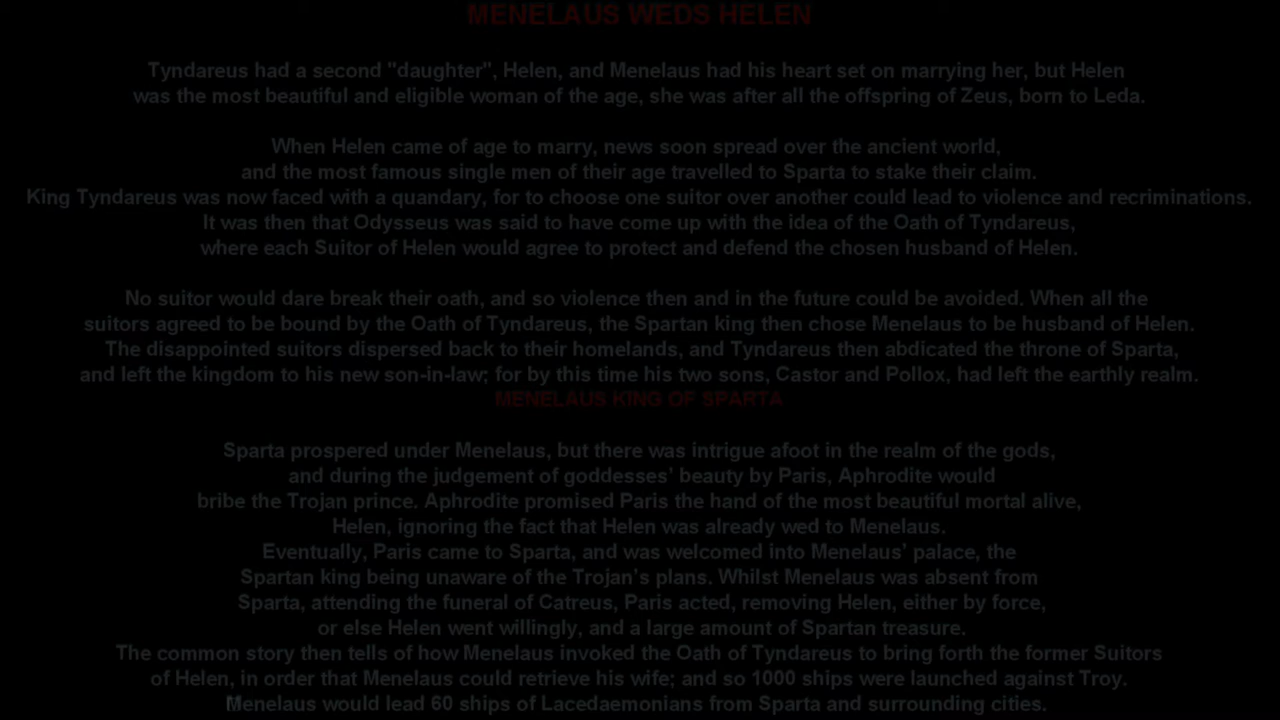 MENELAUS WEDS HELEN
Tyndareus had a second "daughter", Helen, and Menelaus had his heart set on marrying her, but Helen
was the most beautiful and eligible woman of the age, she was after all the offspring of Zeus, born to Leda.
When Helen came of age to marry, news soon spread over the ancient world,
and the most famous single men of their age travelled to Sparta to stake their claim.
King Tyndareus was now faced with a quandary, for to choose one suitor over another could lead to violence and recriminations.
It was then that Odysseus was said to have come up with the idea of the Oath of Tyndareus,
where each Suitor of Helen would agree to protect and defend the chosen husband of Helen.
No suitor would dare break their oath, and so violence then and in the future could be avoided. When all the
suitors agreed to be bound by the Oath of Tyndareus, the Spartan king then chose Menelaus to be husband of Helen.
The disappointed suitors dispersed back to their homelands, and Tyndareus then abdicated the throne of Sparta,
and left the kingdom to his new son-in-law; for by this time his two sons, Castor and Pollox, had left the earthly realm.
MENELAUS KING OF SPARTA
Sparta prospered under Menelaus, but there was intrigue afoot in the realm of the gods,
and during the judgement of goddesses’ beauty by Paris, Aphrodite would
bribe the Trojan prince. Aphrodite promised Paris the hand of the most beautiful mortal alive,
Helen, ignoring the fact that Helen was already wed to Menelaus.
Eventually, Paris came to Sparta, and was welcomed into Menelaus’ palace, the
Spartan king being unaware of the Trojan’s plans. Whilst Menelaus was absent from
Sparta, attending the funeral of Catreus, Paris acted, removing Helen, either by force,
or else Helen went willingly, and a large amount of Spartan treasure.
The common story then tells of how Menelaus invoked the Oath of Tyndareus to bring forth the former Suitors
of Helen, in order that Menelaus could retrieve his wife; and so 1000 ships were launched against Troy.
Menelaus would lead 60 ships of Lacedaemonians from Sparta and surrounding cities.